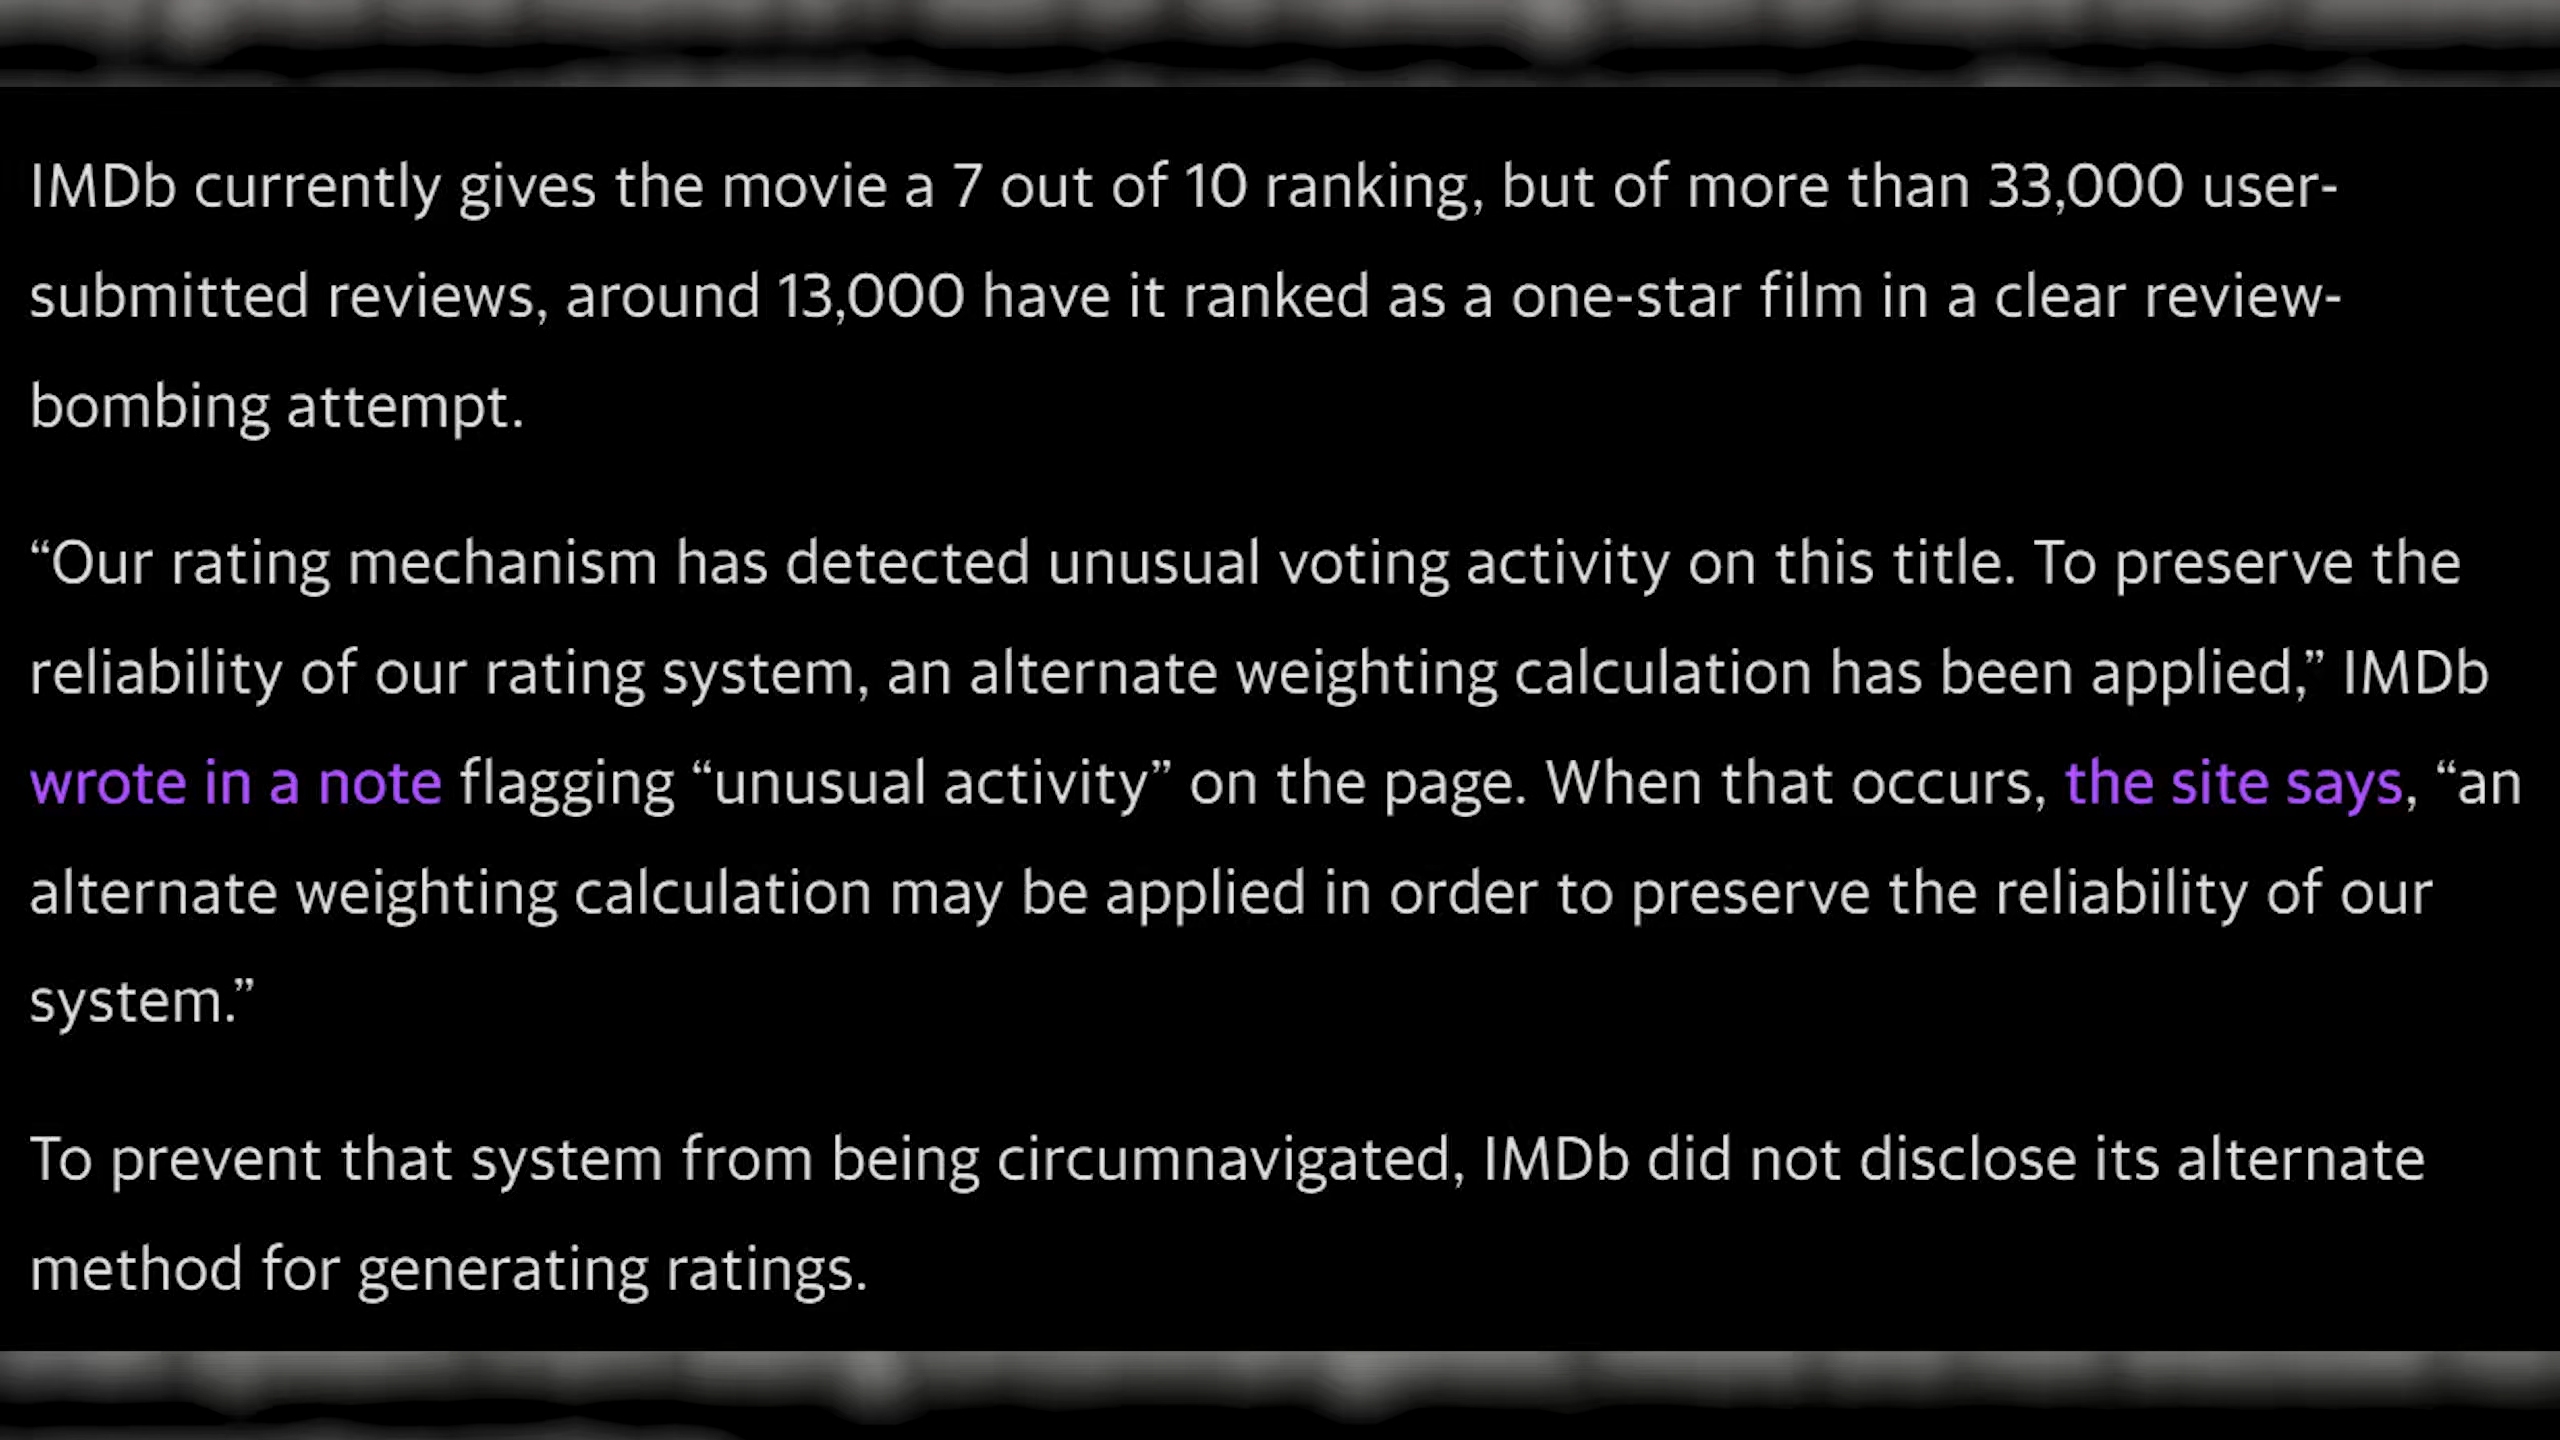 IMDb currently gives the movie a 7 out of 10 ranking, but of more than 33,000 user-
submitted reviews, around 13,000 have it ranked as a one-star film in a clear review-
bombing attempt.
“Our rating mechanism has detected unusual voting activity on this title. To preserve the
reliability of our rating system, an alternate weighting calculation has been applied,” IMDb
wrote in a note flagging “unusual activity” on the page. When that occurs, the site says, “an
alternate weighting calculation may be applied in order to preserve the reliability of our
system.”
To prevent that system from being circumnavigated, IMDb did not disclose its alternate
method for generating ratings.